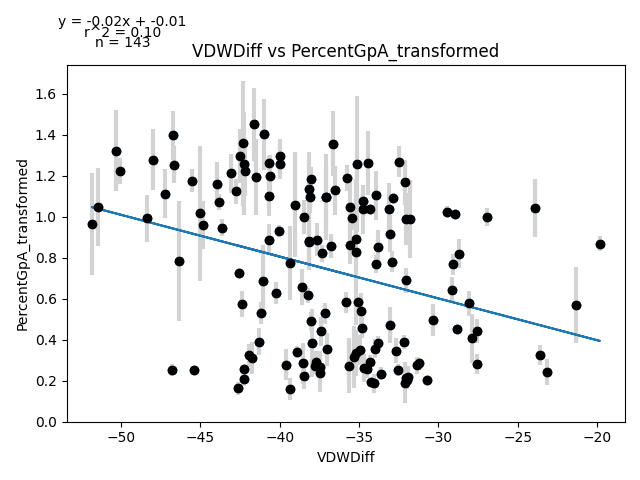 y = -0.02x + -0.01
r^2 = 0.10
n = 143
VDWDiff vs PercentGpA_transformed
PercentGpA_transformed
1.6
1.4
1.2
1.0
0.8
0.6
0.4
0.2
0.0
−50 −45 −40 −35 −30 −25 −20
VDWDiff